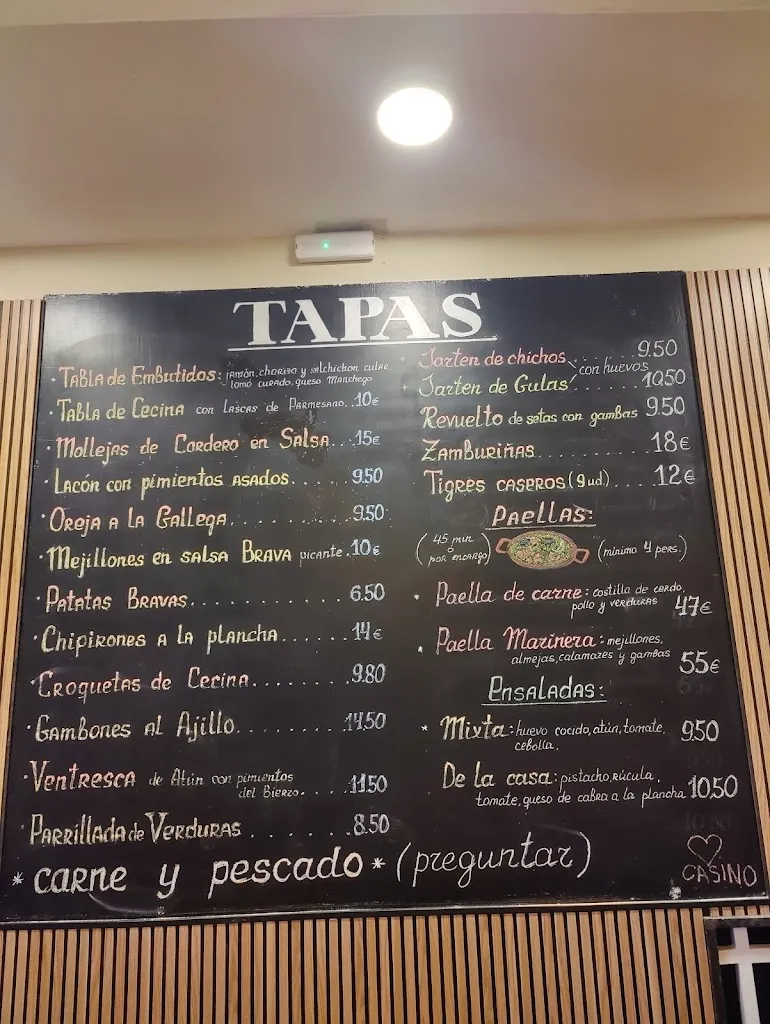 TAPAS
· Tabla de Embutidos: jamón, chorizo y salchichon cular,
lomo curado, queso Manchego
· Tabla de Cecina con Lascas de Parmesano. 10€
· Mollejas de Cordero en Salsa... 15€
· Lacón con pimientos asados.... 9.50
· Oreja a la Gallega.......... 9.50
· Mejillones en salsa Brava picante. 10€
· Patatas Bravas............. 6.50
· Chipirones a la plancha...... 14€
· Croquetas de Cecina........ 9.80
· Gambones al Ajillo......... 14,50
· Ventresca de Atún con pimientos
del Bierzo..... 11.50
· Parrillada de Verduras........ 8.50
* carne y pescado * (preguntar)
· Sarten de chichos 9.50
con huevos
· Sarten de Gulas 10.50
Revuelto de setas con gambas 9.50
Zamburiñas........... 18€
Tigres caseros (9ud).... 12€
Paellas:
(45 min
o
por encargo)
(minimo 4 pers.)
· Paella de carne: costilla de cerdo,
pollo y verduras 47€
* Paella Marinera: mejillones,
almejas, calamares y gambas
55€
Ensaladas:
* Mixta: huevo cocido, atún, tomate, 9.50
cebolla.
De la casa: pistacho, rúcula,
tomate, queso de cabra a la plancha 10,50
♡
CASINO